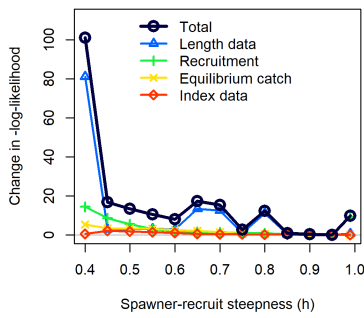 Total
Length data
Recruitment
Equilibrium catch
Index data
Change in -log-likelihood
100
80
60
40
20
0
0.4 0.5 0.6 0.7 0.8 0.9 1.0
Spawner-recruit steepness (h)